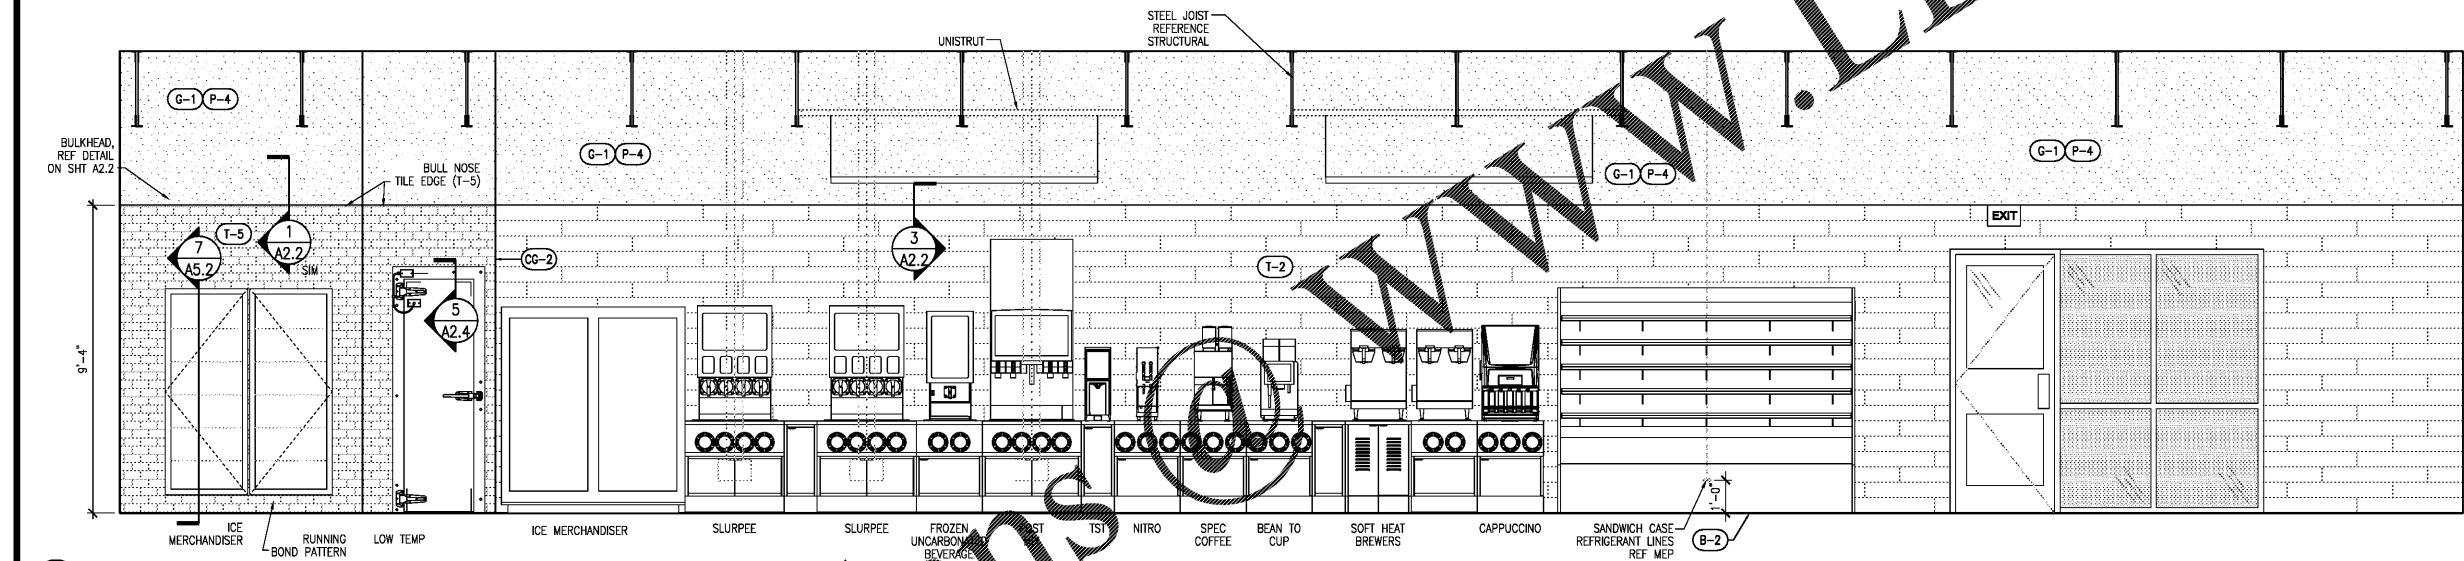 STEEL JOIST
REFERENCE
STRUCTURAL
UNISTRUT
G-1 P-4
G-1 P-4
G-1 P-4
G-1 P-4
BULKHEAD,
REF DETAIL
ON SHT A2.2
BULL NOSE
TILE EDGE (T-5)
9'-4"
T-5
1
A2.2
SIM
7
A5.2
5
A2.4
CG-2
3
A2.2
T-2
EXIT
1'-0"
ICE
MERCHANDISER
RUNNING
BOND PATTERN
LOW TEMP
ICE MERCHANDISER
SLURPEE
SLURPEE
FROZEN
BEVERAGE
TST
NITRO
SPEC
COFFEE
BEAN TO
CUP
SOFT HEAT
BREWERS
CAPPUCCINO
SANDWICH CASE
REFRIGERANT LINES
REF MEP
B-2
ns @ www.L